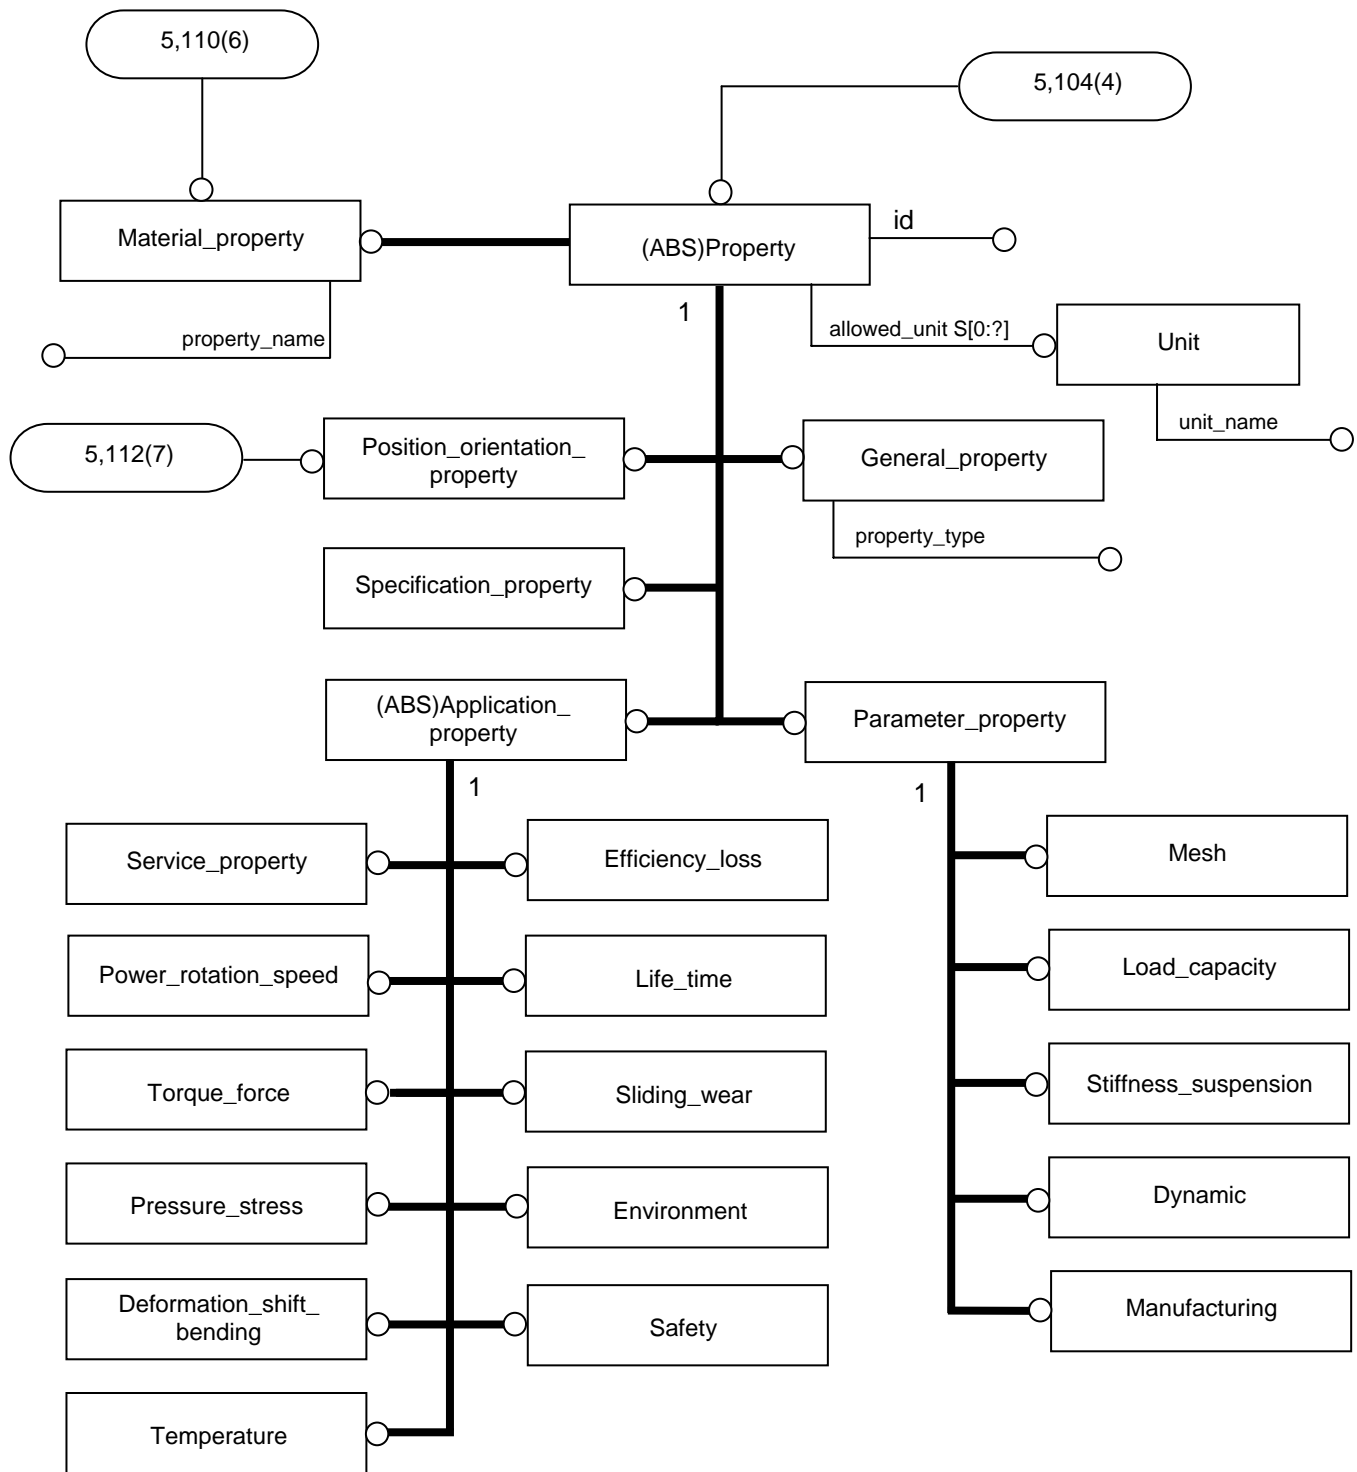 5,110(6)
5,104(4)
Material_property
(ABS)Property
id
1
property_name
allowed_unit S[0:?]
Unit
unit_name
5,112(7)
Position_orientation_
property
General_property
property_type
Specification_property
(ABS)Application_
property
Parameter_property
1
1
Service_property
Efficiency_loss
Mesh
Power_rotation_speed
Life_time
Load_capacity
Torque_force
Sliding_wear
Stiffness_suspension
Pressure_stress
Environment
Dynamic
Deformation_shift_
bending
Safety
Manufacturing
Temperature